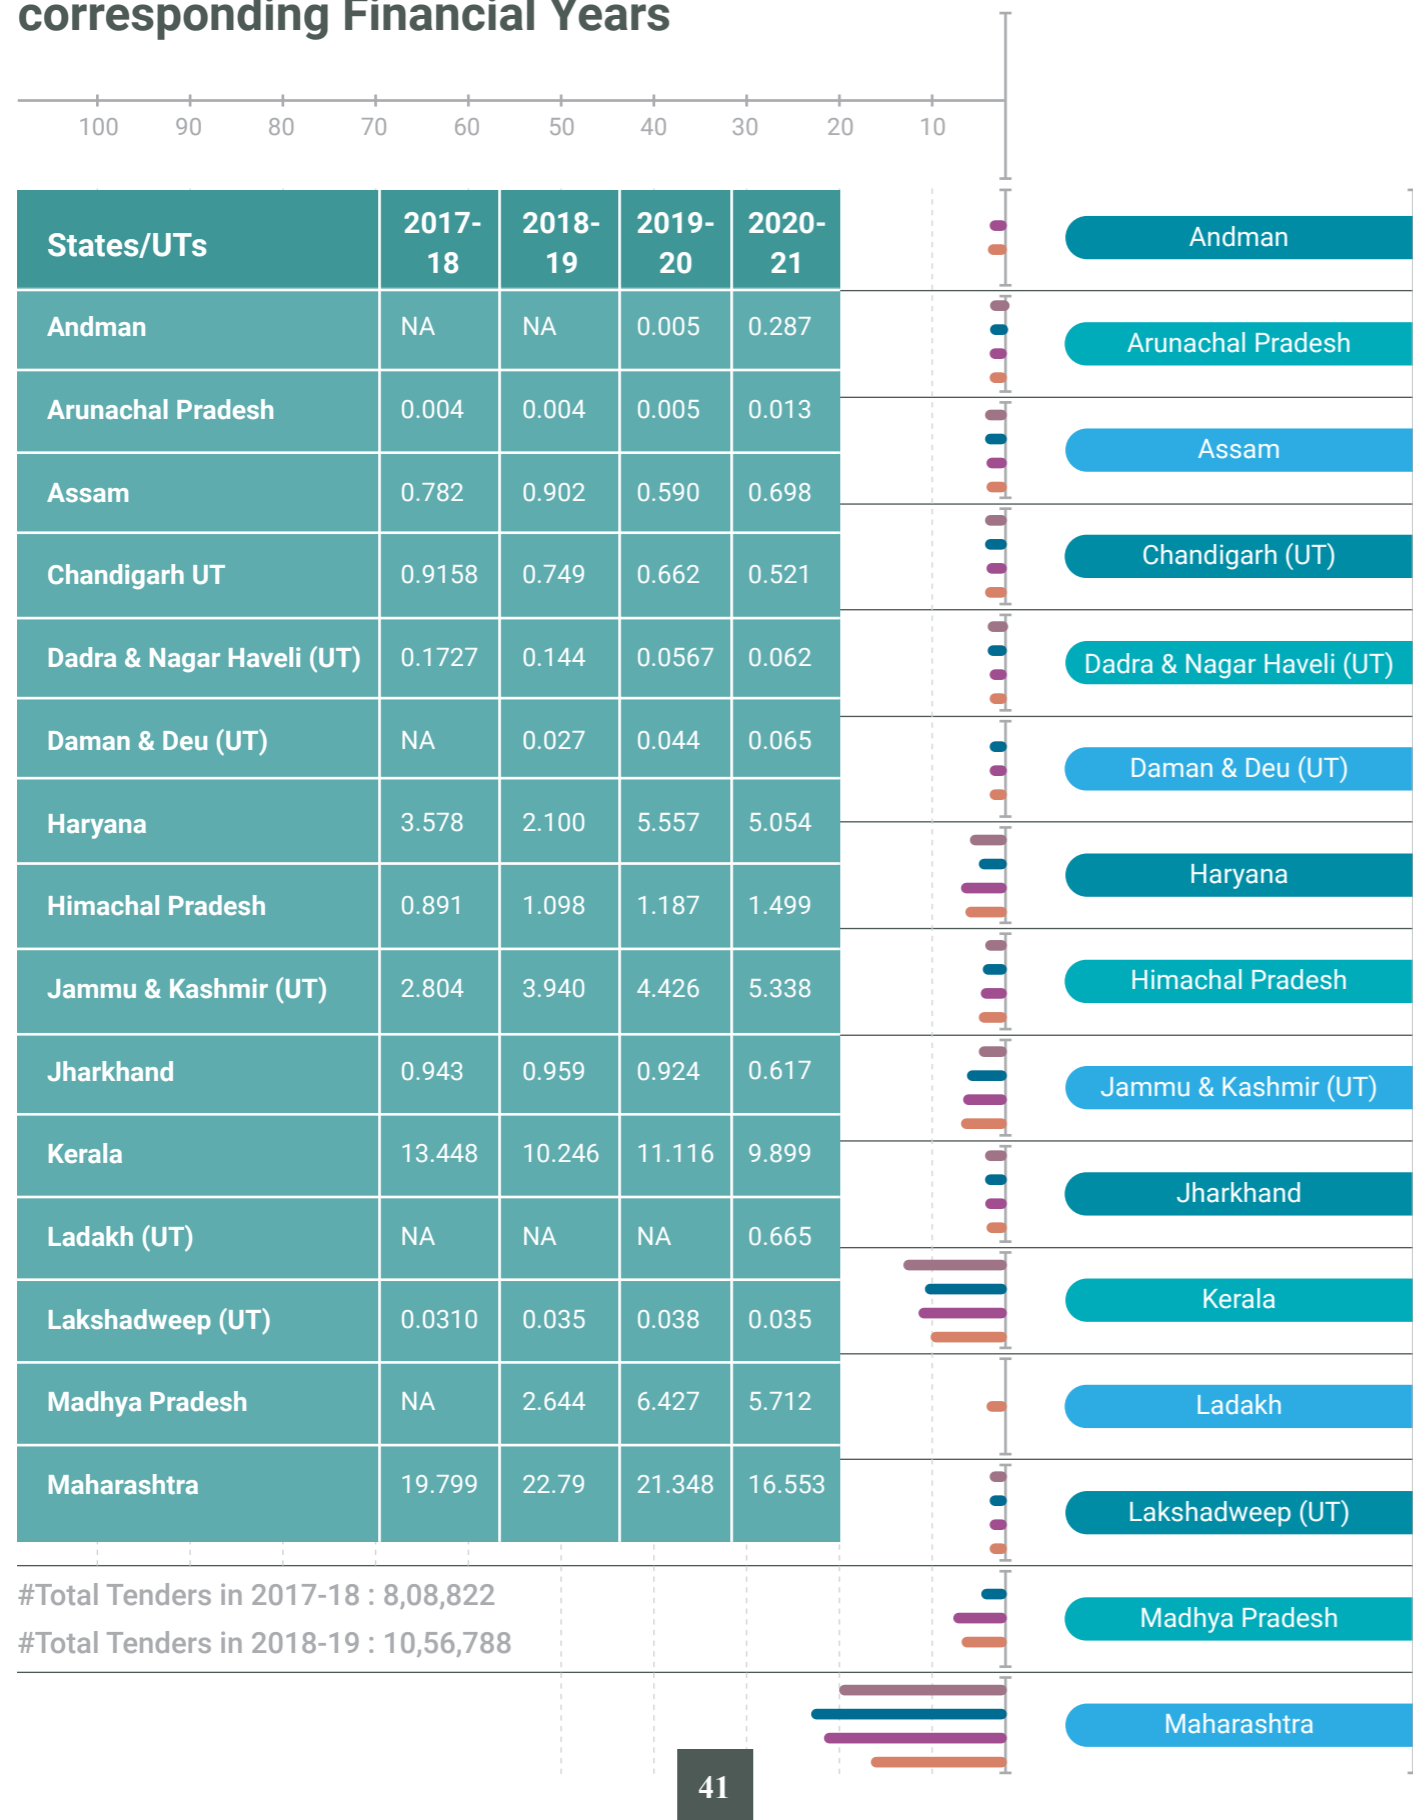 corresponding Financial Years
100 90 80 70 60 50 40 30 20 10
States/UTs 2017-18 2018-19 2019-20 2020-21
Andman NA NA 0.005 0.287
Arunachal Pradesh 0.004 0.004 0.005 0.013
Assam 0.782 0.902 0.590 0.698
Chandigarh UT 0.9158 0.749 0.662 0.521
Dadra & Nagar Haveli (UT) 0.1727 0.144 0.0567 0.062
Daman & Deu (UT) NA 0.027 0.044 0.065
Haryana 3.578 2.100 5.557 5.054
Himachal Pradesh 0.891 1.098 1.187 1.499
Jammu & Kashmir (UT) 2.804 3.940 4.426 5.338
Jharkhand 0.943 0.959 0.924 0.617
Kerala 13.448 10.246 11.116 9.899
Ladakh (UT) NA NA NA 0.665
Lakshadweep (UT) 0.0310 0.035 0.038 0.035
Madhya Pradesh NA 2.644 6.427 5.712
Maharashtra 19.799 22.79 21.348 16.553
#Total Tenders in 2017-18 : 8,08,822
#Total Tenders in 2018-19 : 10,56,788
Andman
Arunachal Pradesh
Assam
Chandigarh (UT)
Dadra & Nagar Haveli (UT)
Daman & Deu (UT)
Haryana
Himachal Pradesh
Jammu & Kashmir (UT)
Jharkhand
Kerala
Ladakh
Lakshadweep (UT)
Madhya Pradesh
Maharashtra
41